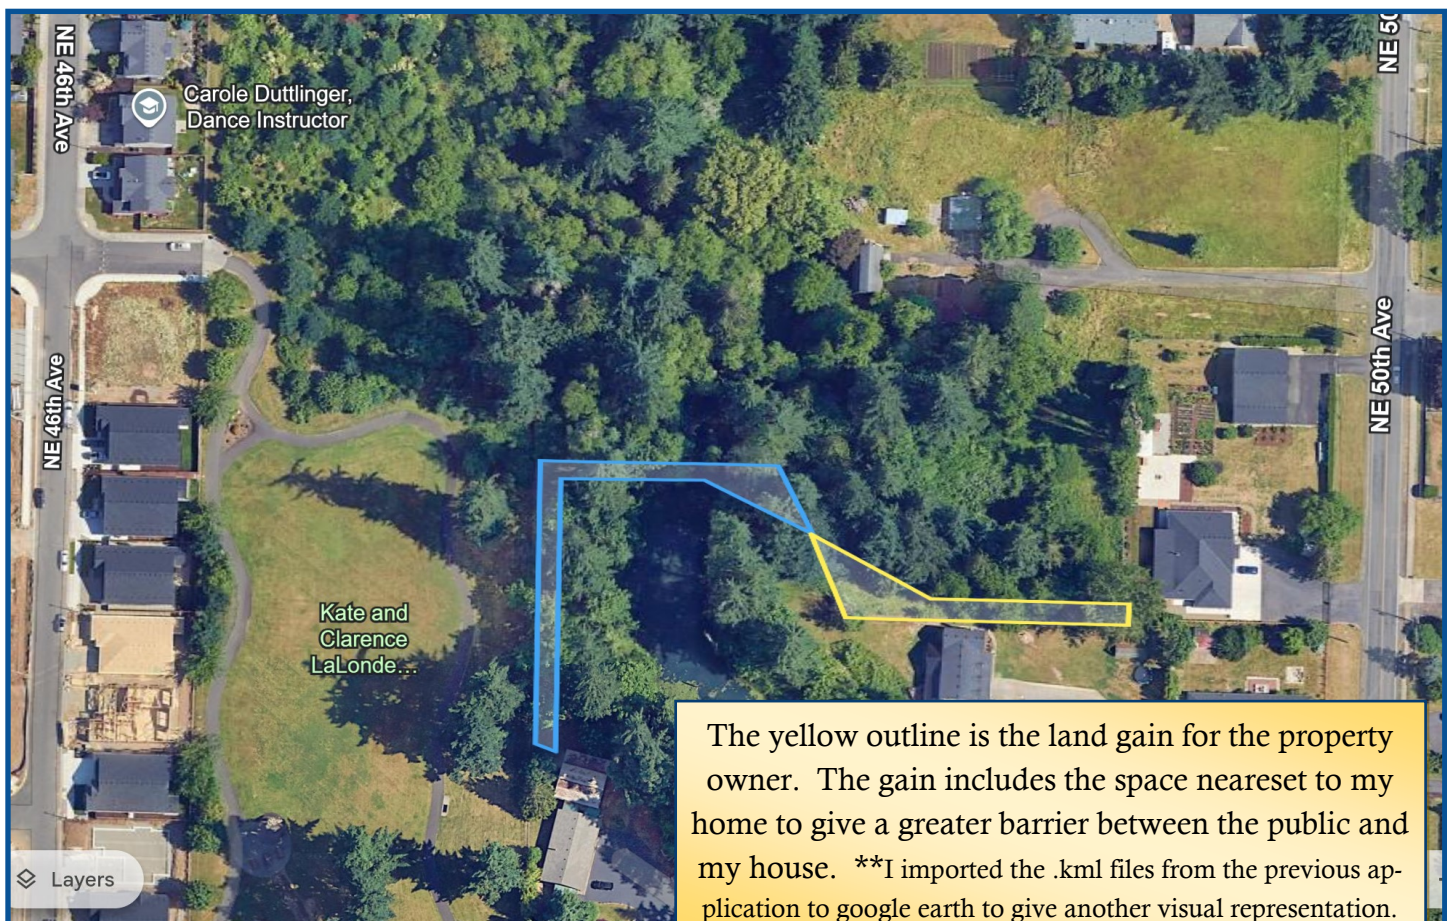 NE 46th Ave
Carole Duttlinger,
Dance Instructor
NE 50
NE 50th Ave
NE 46th Ave
Kate and
Clarence
LaLonde...
Layers
The yellow outline is the land gain for the property
owner. The gain includes the space neareset to my
home to give a greater barrier between the public and
my house. **I imported the .kml files from the previous ap-
plication to google earth to give another visual representation.